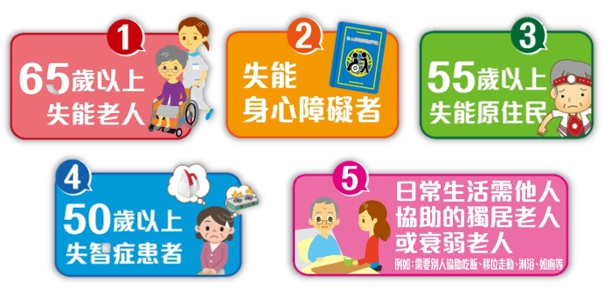 1
65歲以上
失能老人
2
失能
身心障礙者
3
55歲以上
失能原住民
4
50歲以上
失智症患者
5
日常生活需他人
協助的獨居老人
或衰弱老人
例如:需要別人協助吃飯、移位走動、淋浴、如廁等